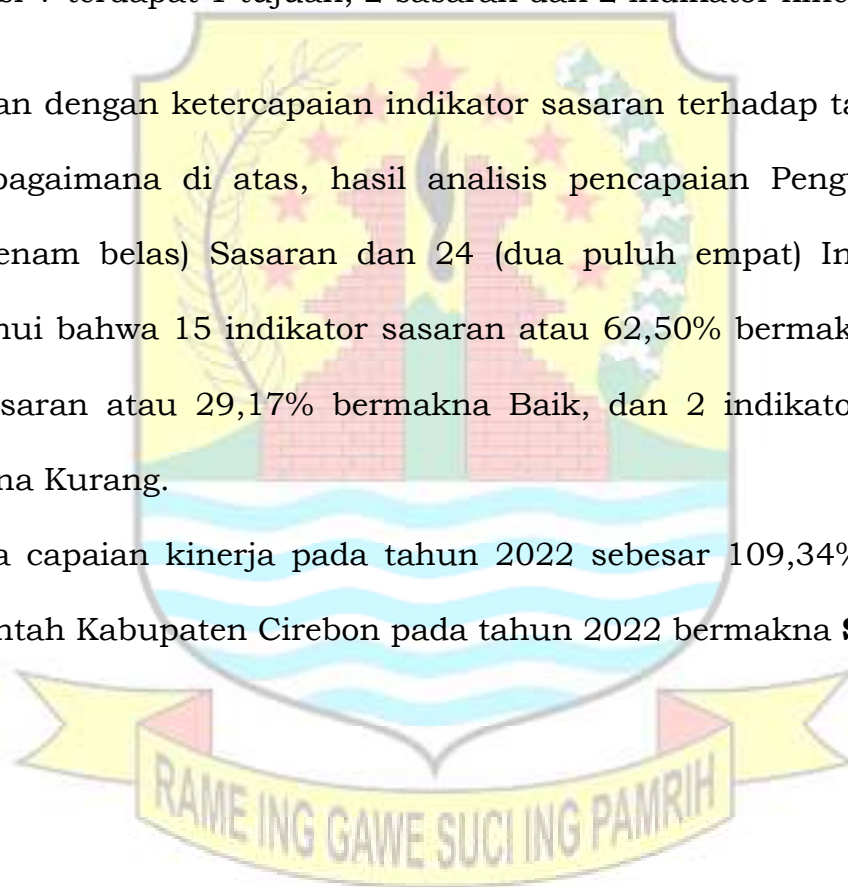 terdapat 1 tujuan, 2 sasaran dan 2 indikator
an dengan ketercapaian indikator sasaran terhadap ta
bagaimana di atas, hasil analisis pencapaian Peng
enam belas) Sasaran dan 24 (dua puluh empat) In
hui bahwa 15 indikator sasaran atau 62,50% bermak
saran atau 29,17% bermakna Baik, dan 2 indikato
na Kurang.
a capaian kinerja pada tahun 2022 sebesar 109,34%
ntah Kabupaten Cirebon pada tahun 2022 bermakna S
RAME ING GAWE SUCI ING PAMRIH